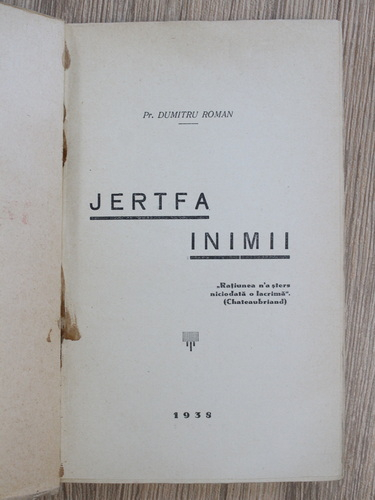 Pr. DUMITRU ROMAN
JERTFA
INIMII
„Rațiunea n'a șters
niciodată o lacrimă“.
(Chateaubriand)
1938